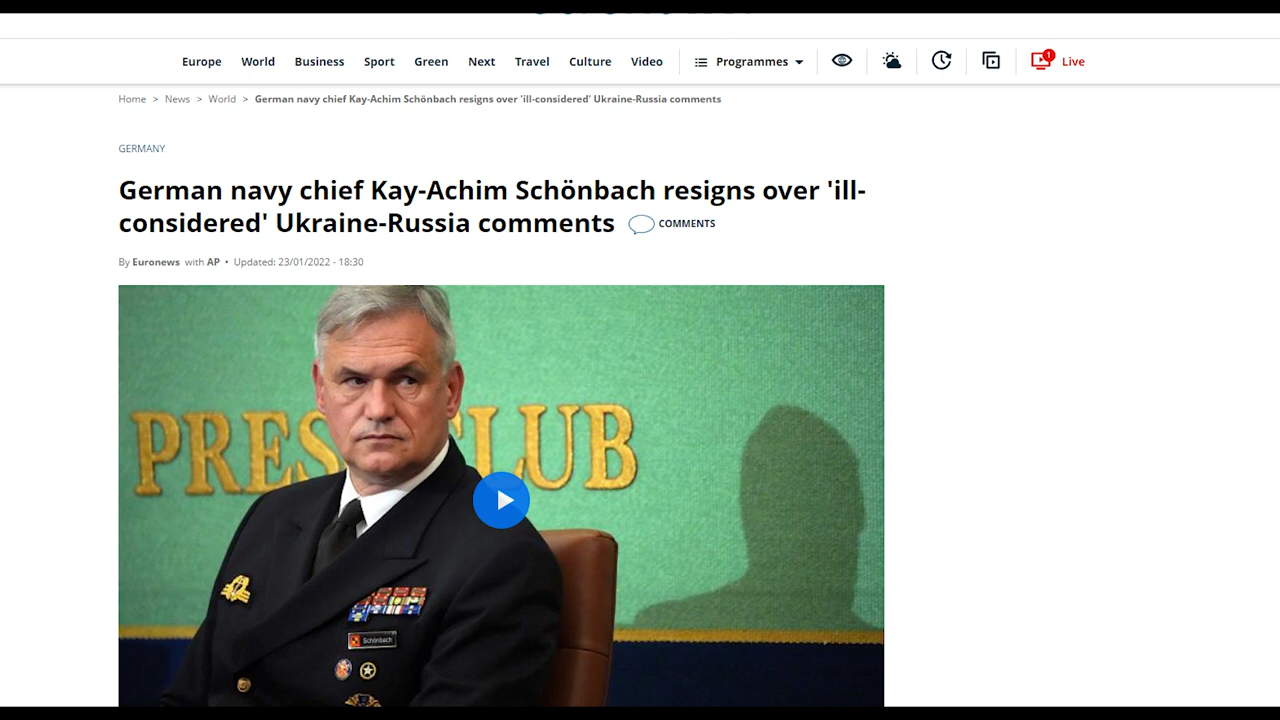 Europe World Business Sport Green Next Travel Culture Video Programmes 1 Live
Home > News > World > German navy chief Kay-Achim Schönbach resigns over 'ill-considered' Ukraine-Russia comments
GERMANY
German navy chief Kay-Achim Schönbach resigns over 'ill-
considered' Ukraine-Russia comments COMMENTS
By Euronews with AP • Updated: 23/01/2022 - 18:30
PRES CLUB
Schönbach